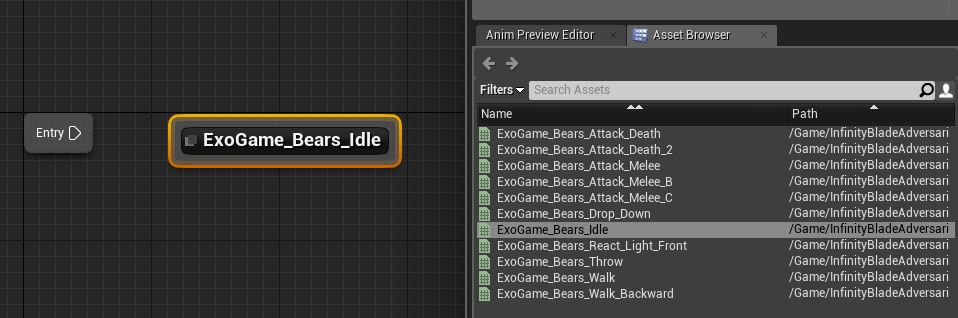 Entry
ExoGame_Bears_Idle
Anim Preview Editor
Asset Browser
Filters
Search Assets
Name Path
ExoGame_Bears_Attack_Death /Game/InfinityBladeAdversari
ExoGame_Bears_Attack_Death_2 /Game/InfinityBladeAdversari
ExoGame_Bears_Attack_Melee /Game/InfinityBladeAdversari
ExoGame_Bears_Attack_Melee_B /Game/InfinityBladeAdversari
ExoGame_Bears_Attack_Melee_C /Game/InfinityBladeAdversari
ExoGame_Bears_Drop_Down /Game/InfinityBladeAdversari
ExoGame_Bears_Idle /Game/InfinityBladeAdversari
ExoGame_Bears_React_Light_Front /Game/InfinityBladeAdversari
ExoGame_Bears_Throw /Game/InfinityBladeAdversari
ExoGame_Bears_Walk /Game/InfinityBladeAdversari
ExoGame_Bears_Walk_Backward /Game/InfinityBladeAdversari